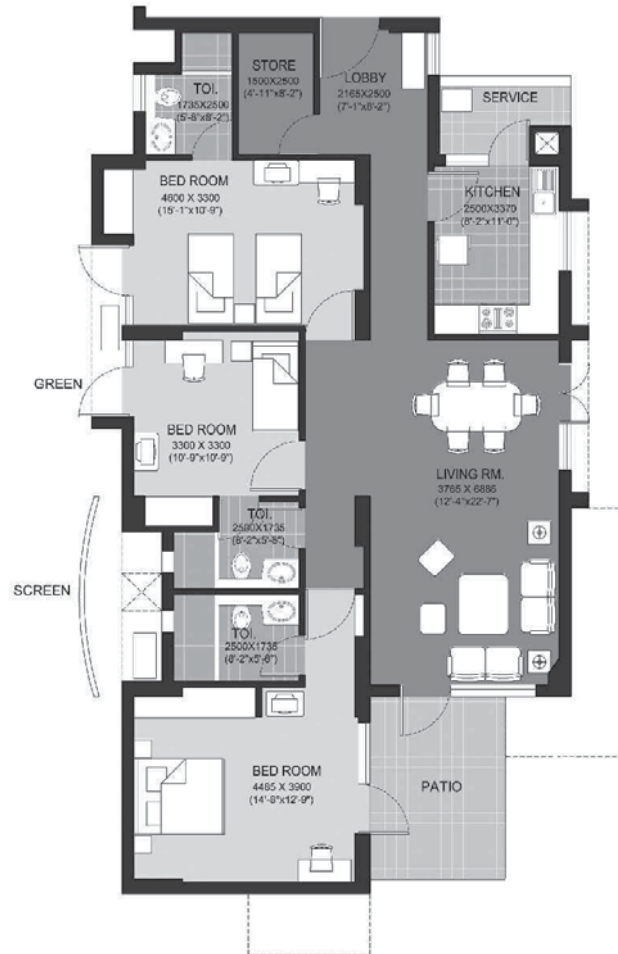 STORE
1500X2500
(4'-11"x8'-2")
LOBBY
2165X2500
(7'-1"x8'-2")
TOI.
1735X2500
(5'-8"x8'-2")
SERVICE
BED ROOM
4600 X 3300
(15'-1"x10'-9")
KITCHEN
2500X3370
(8'-2"x11'-0")
GREEN
BED ROOM
3300 X 3300
(10'-9"x10'-9")
LIVING RM.
3765 X 6885
(12'-4"x22'-7")
TOI.
2500X1735
(8'-2"x5'-8")
SCREEN
TOI.
2500X1735
(8'-2"x5'-8")
BED ROOM
4485 X 3900
(14'-8"x12'-9")
PATIO